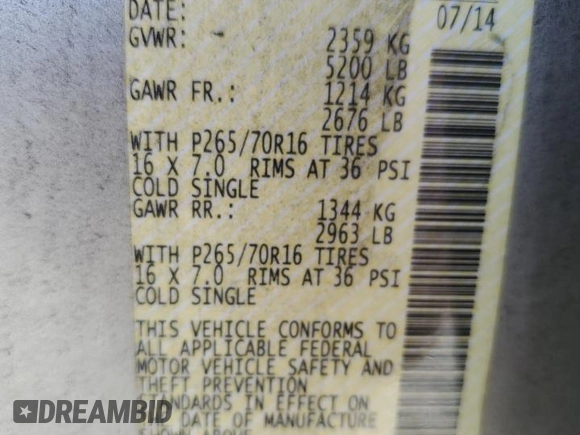 DATE: 07/14
GVWR: 2359 KG
5200 LB
GAWR FR.: 1214 KG
2676 LB
WITH P265/70R16 TIRES
16 X 7.0 RIMS AT 36 PSI
COLD SINGLE
GAWR RR.: 1344 KG
2963 LB
WITH P265/70R16 TIRES
16 X 7.0 RIMS AT 36 PSI
COLD SINGLE
THIS VEHICLE CONFORMS TO
ALL APPLICABLE FEDERAL
MOTOR VEHICLE SAFETY AND
THEFT PREVENTION
STANDARDS IN EFFECT ON
THE DATE OF MANUFACTURE
SHOWN ABOVE
DREAMBID